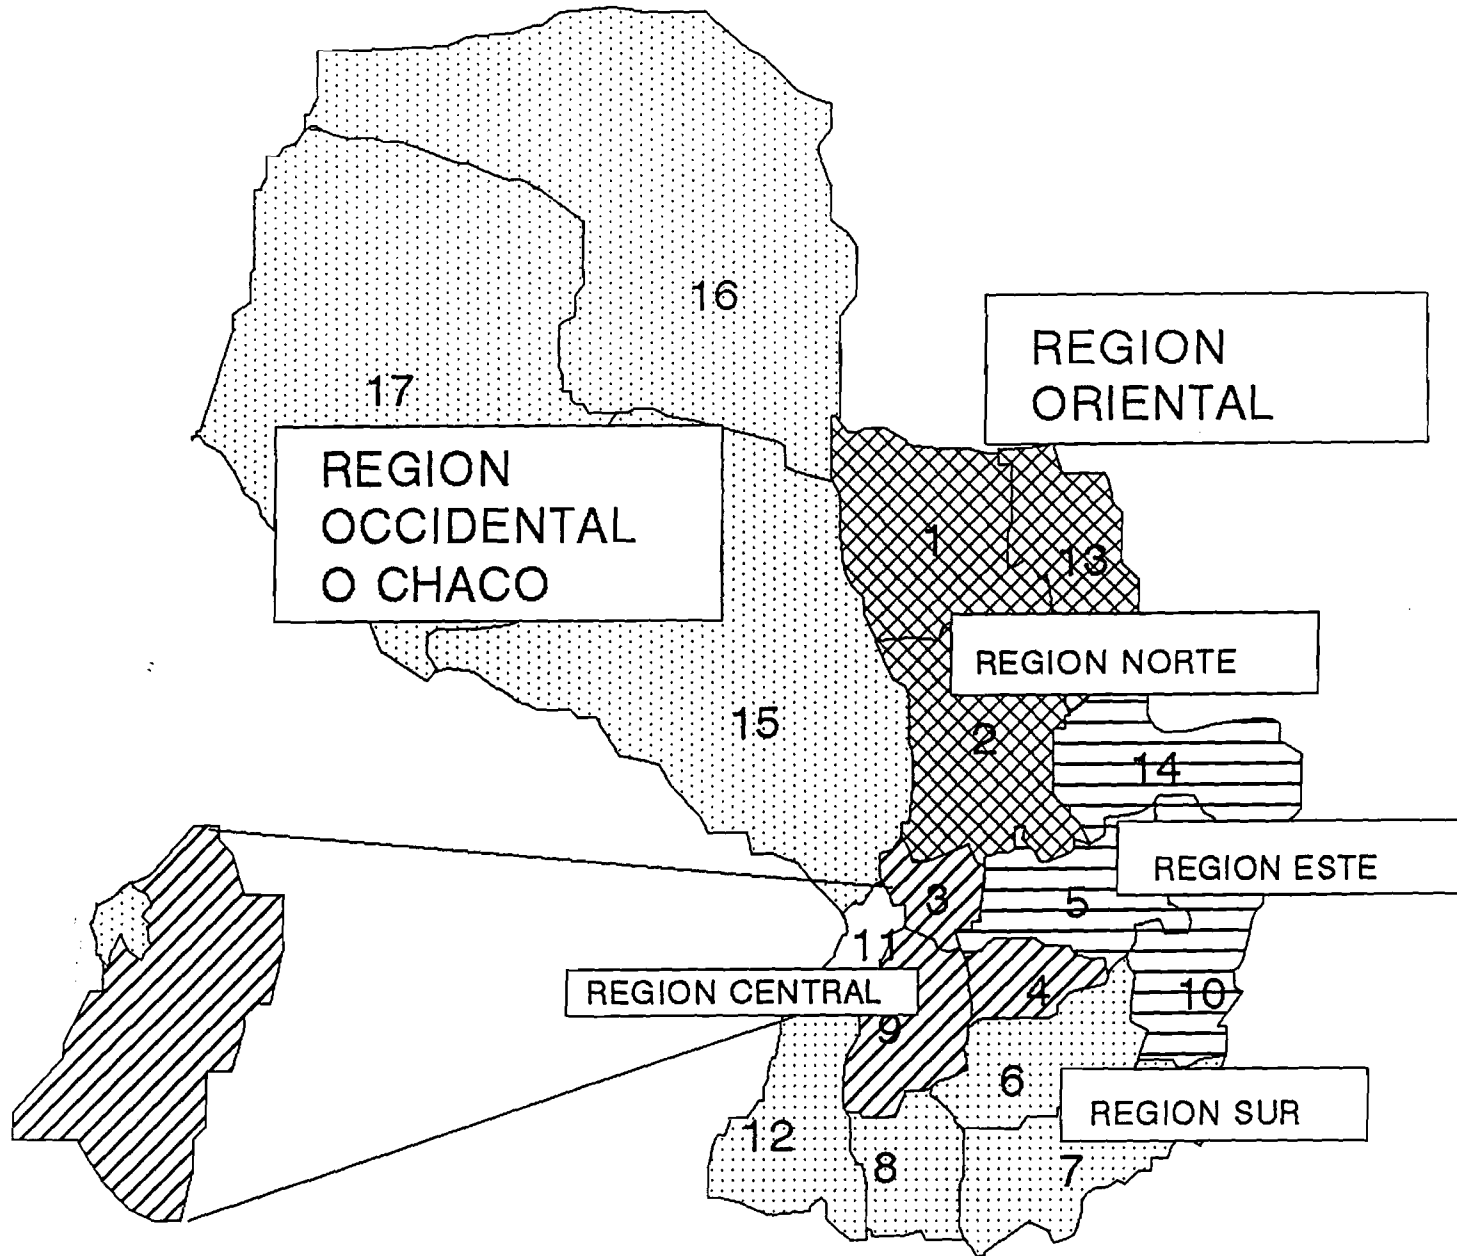 16
REGION
ORIENTAL
17
REGION
OCCIDENTAL
O CHACO
1
13
REGION NORTE
15
2
14
REGION ESTE
3
5
11
REGION CENTRAL
4
10
9
6
REGION SUR
12
8
7